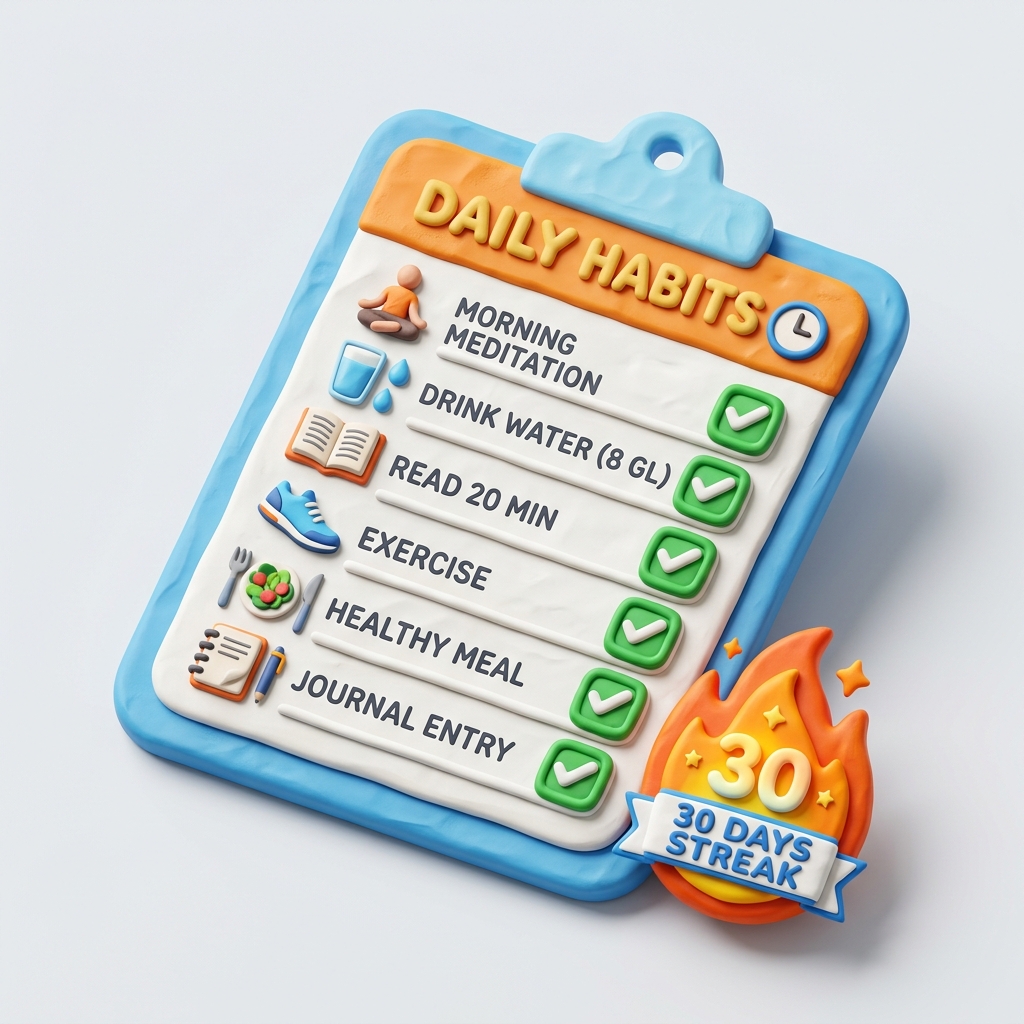 DAILY HABITS
MORNING
MEDITATION
DRINK WATER (8 GL)
READ 20 MIN
EXERCISE
HEALTHY MEAL
JOURNAL ENTRY
30
30 DAYS
STREAK